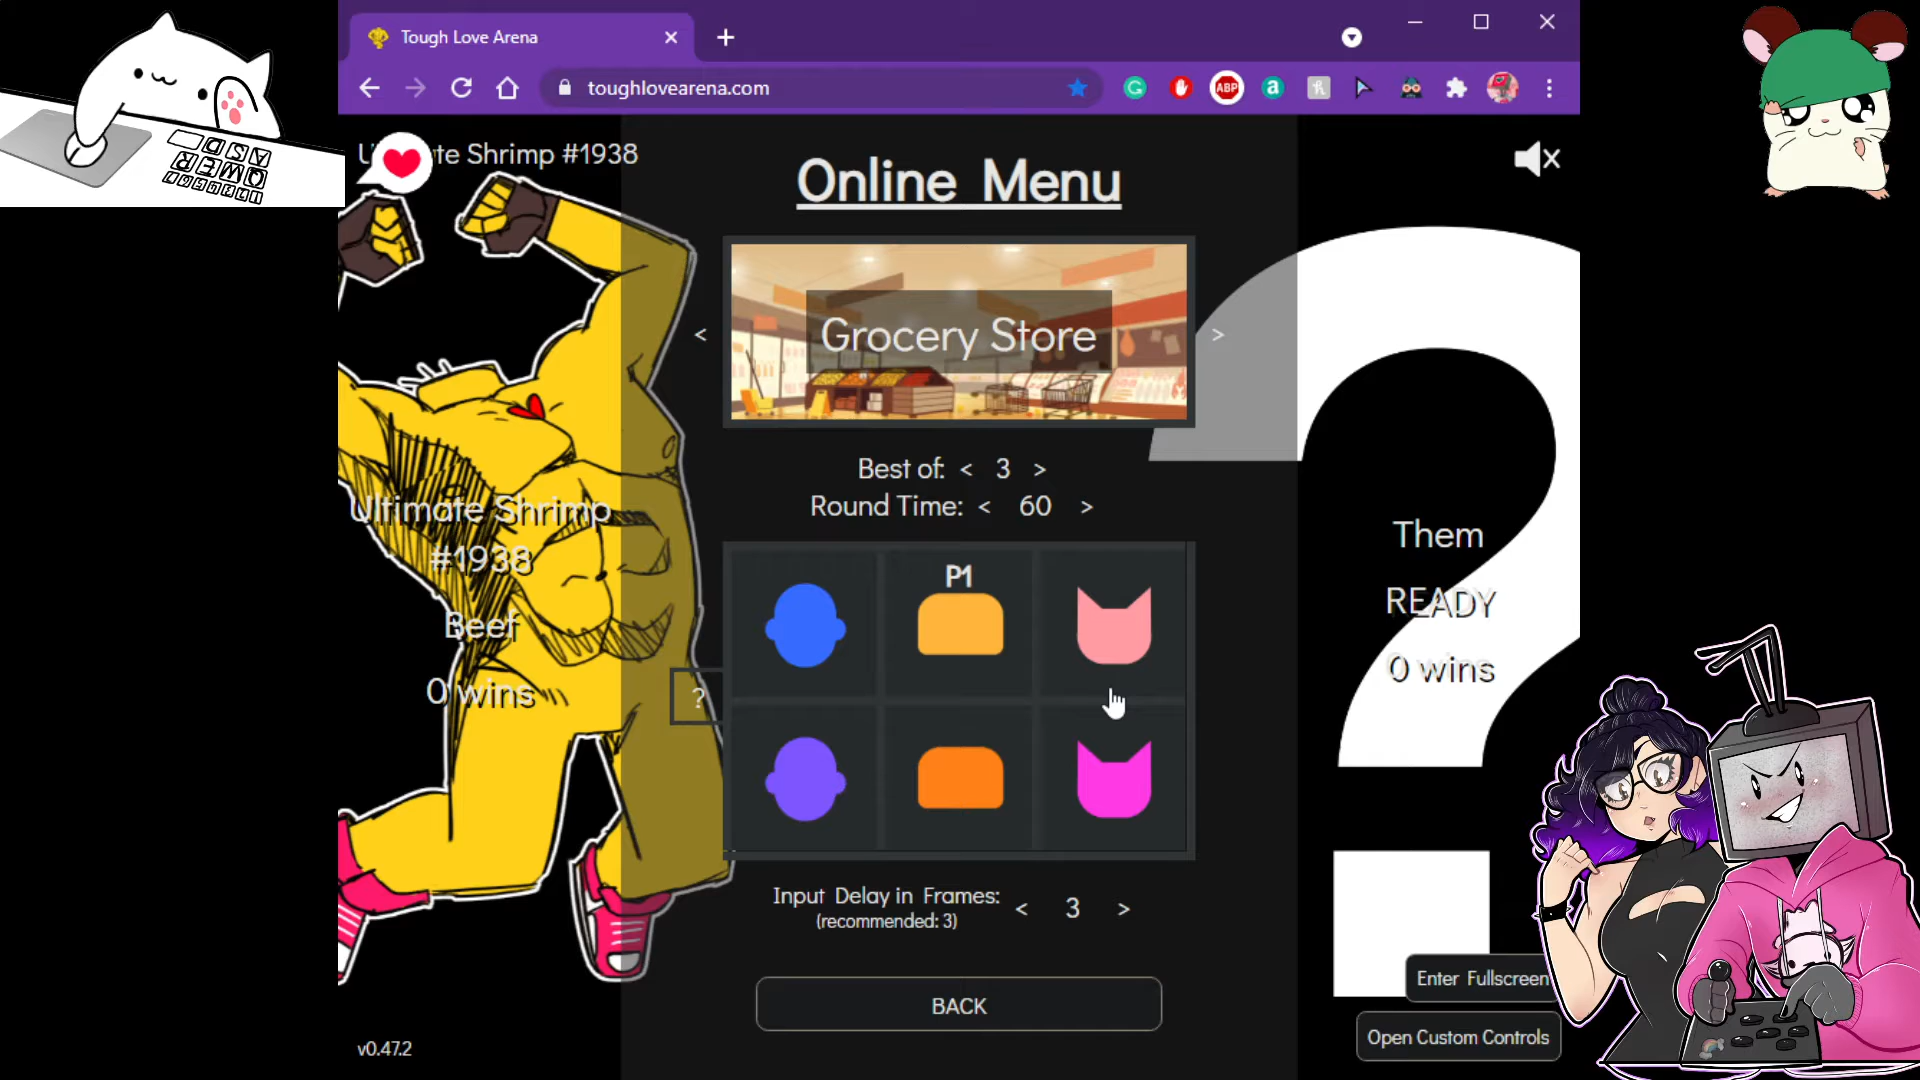 Tough Love Arena
toughlovearena.com
ABP
te Shrimp #1938
Online Menu
< Grocery Store >
Best of: < 3 >
Round Time: < 60 >
Ultimate Shrimp
#1938
Beef
0 wins
P1
?
Them
READY
0 wins
Input Delay in Frames: < 3 >
(recommended: 3)
BACK
Enter Fullscreen
Open Custom Controls
v0.47.2